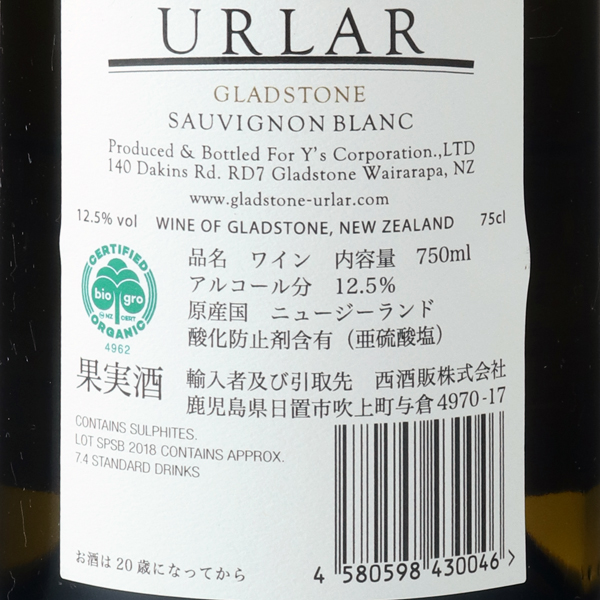 URLAR
GLADSTONE
SAUVIGNON BLANC
Produced & Bottled For Y's Corporation.,LTD
140 Dakins Rd. RD7 Gladstone Wairarapa, NZ
www.gladstone-urlar.com
12.5% vol WINE OF GLADSTONE, NEW ZEALAND 75cl
CERTIFIED
bio gro
NZ CERT
ORGANIC
4962
品名 ワイン 内容量 750ml
アルコール分 12.5%
原産国 ニュージーランド
酸化防止剤含有（亜硫酸塩）
果実酒
輸入者及び引取先 西酒販株式会社
鹿児島県日置市吹上町与倉4970-17
CONTAINS SULPHITES.
LOT SPSB 2018 CONTAINS APPROX.
7.4 STANDARD DRINKS
お酒は20歳になってから
4 580598 430046 >